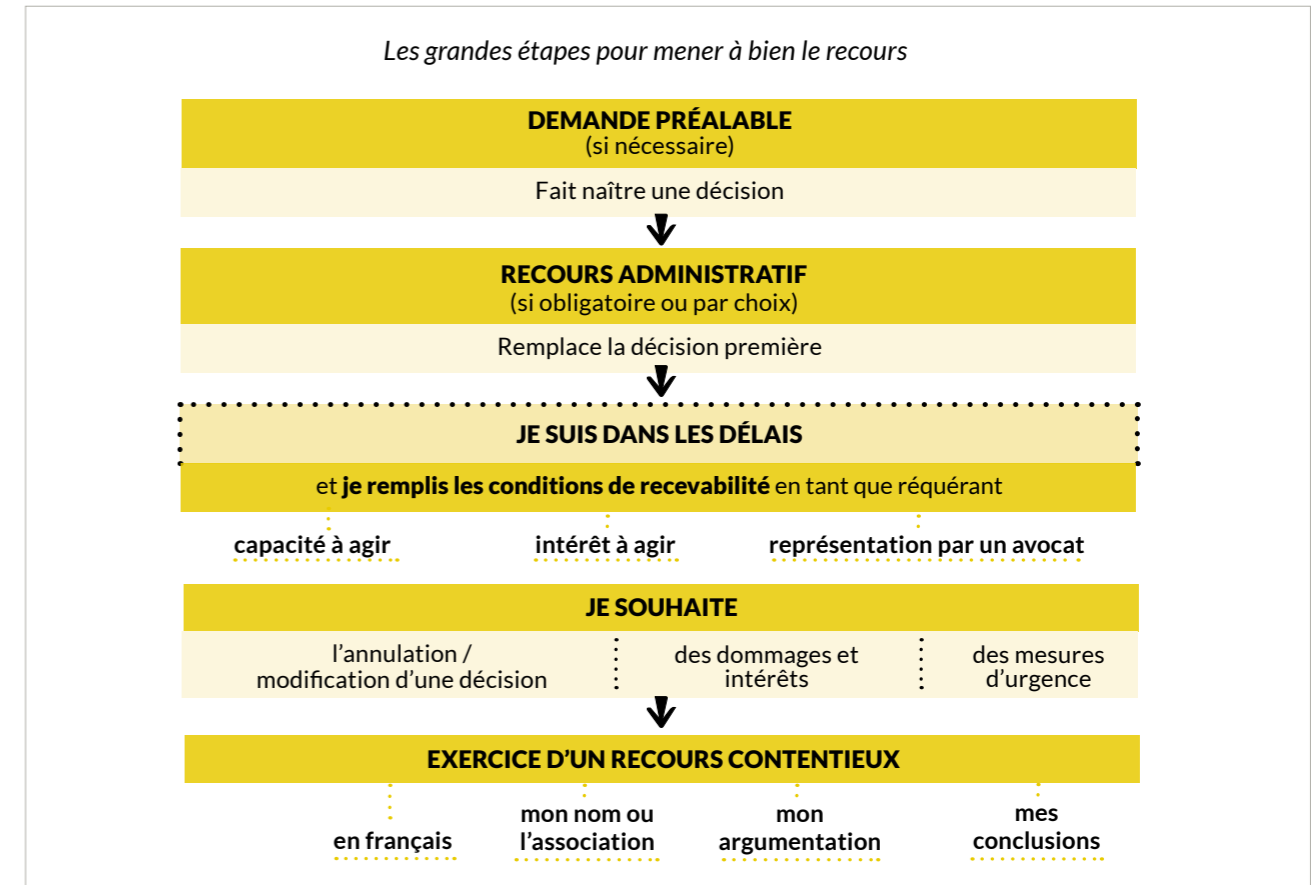 Les grandes étapes pour mener à bien le recours
DEMANDE PRÉALABLE
(si nécessaire)
Fait naître une décision
RECOURS ADMINISTRATIF
(si obligatoire ou par choix)
Remplace la décision première
JE SUIS DANS LES DÉLAIS
et je remplis les conditions de recevabilité en tant que réquérant
capacité à agir
intérêt à agir
représentation par un avocat
JE SOUHAITE
l'annulation /
modification d'une décision
des dommages et
intérêts
des mesures
d'urgence
EXERCICE D'UN RECOURS CONTENTIEUX
en français
mon nom ou
l'association
mon
argumentation
mes
conclusions